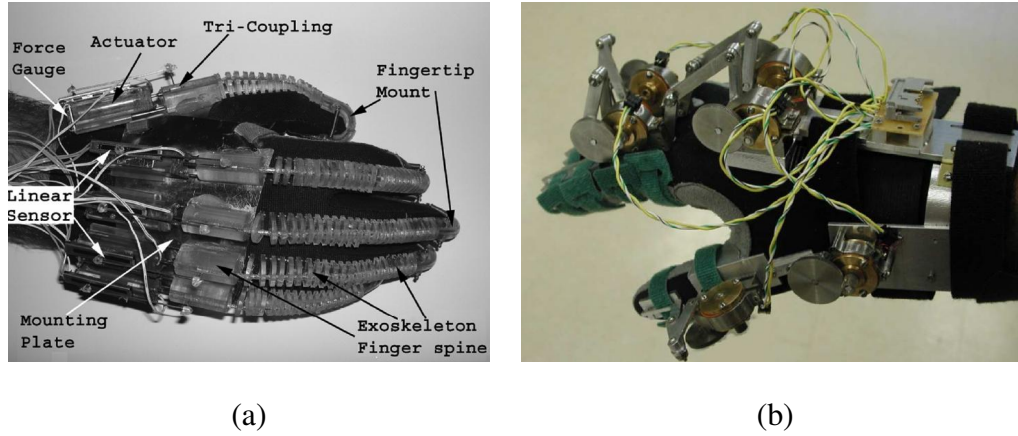 Tri-Coupling
Actuator
Force
Gauge
Fingertip
Mount
Linear
Sensor
Mounting
Plate
Exoskeleton
Finger spine
(a)
(b)